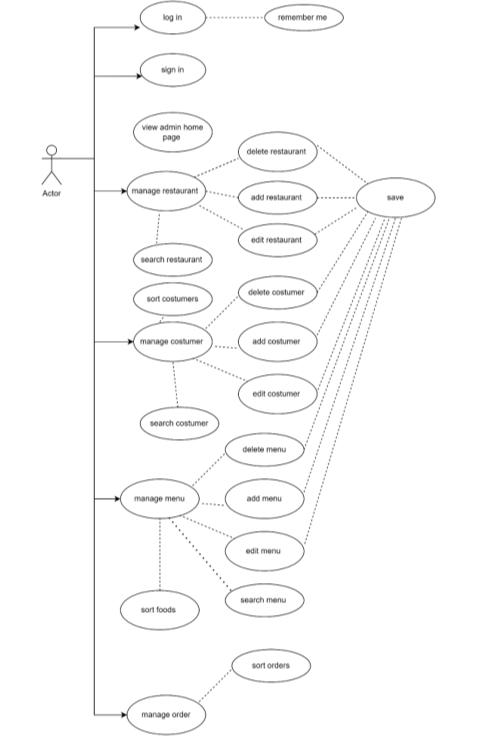 log in
remember me
sign in
view admin home
page
delete restaurant
Actor
manage restaurant
add restaurant
save
edit restaurant
search restaurant
sort costumers
delete costumer
manage costumer
add costumer
edit costumer
search costumer
delete menu
manage menu
add menu
edit menu
search menu
sort foods
sort orders
manage order